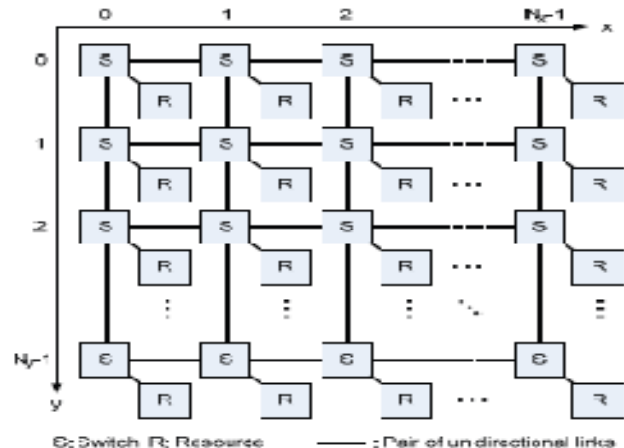 0 1 2 Nx-1
x
0 S S S S
R R R ... R
1 S S S S
R R R ... R
2 S S S S
R R R ... R
Ny-1 S S S S
R R R ... R
y
S: Switch R: Resource : Pair of unidirectional links